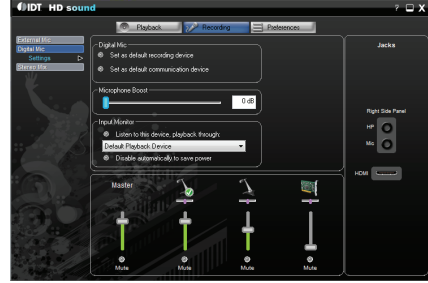 IDT HD sound
? X
Playback Recording Preferences
External Mic
Digital Mic
Settings
Stereo Mix
Digital Mic
Set as default recording device
Set as default communication device
Microphone Boost
0 dB
Input Monitor
Listen to this device, playback through:
Default Playback Device
Disable automatically to save power
Master
Mute Mute Mute Mute
Jacks
Right Side Panel
HP
Mic
HDMI